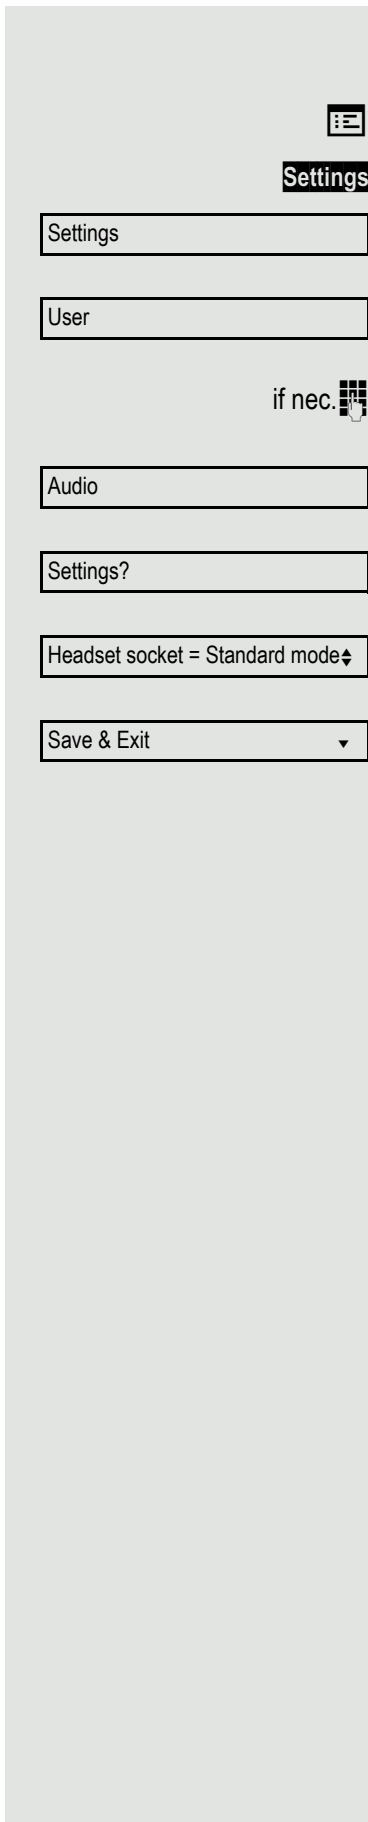 Settings
Settings
User
if nec.
Audio
Settings?
Headset socket = Standard mode
Save & Exit